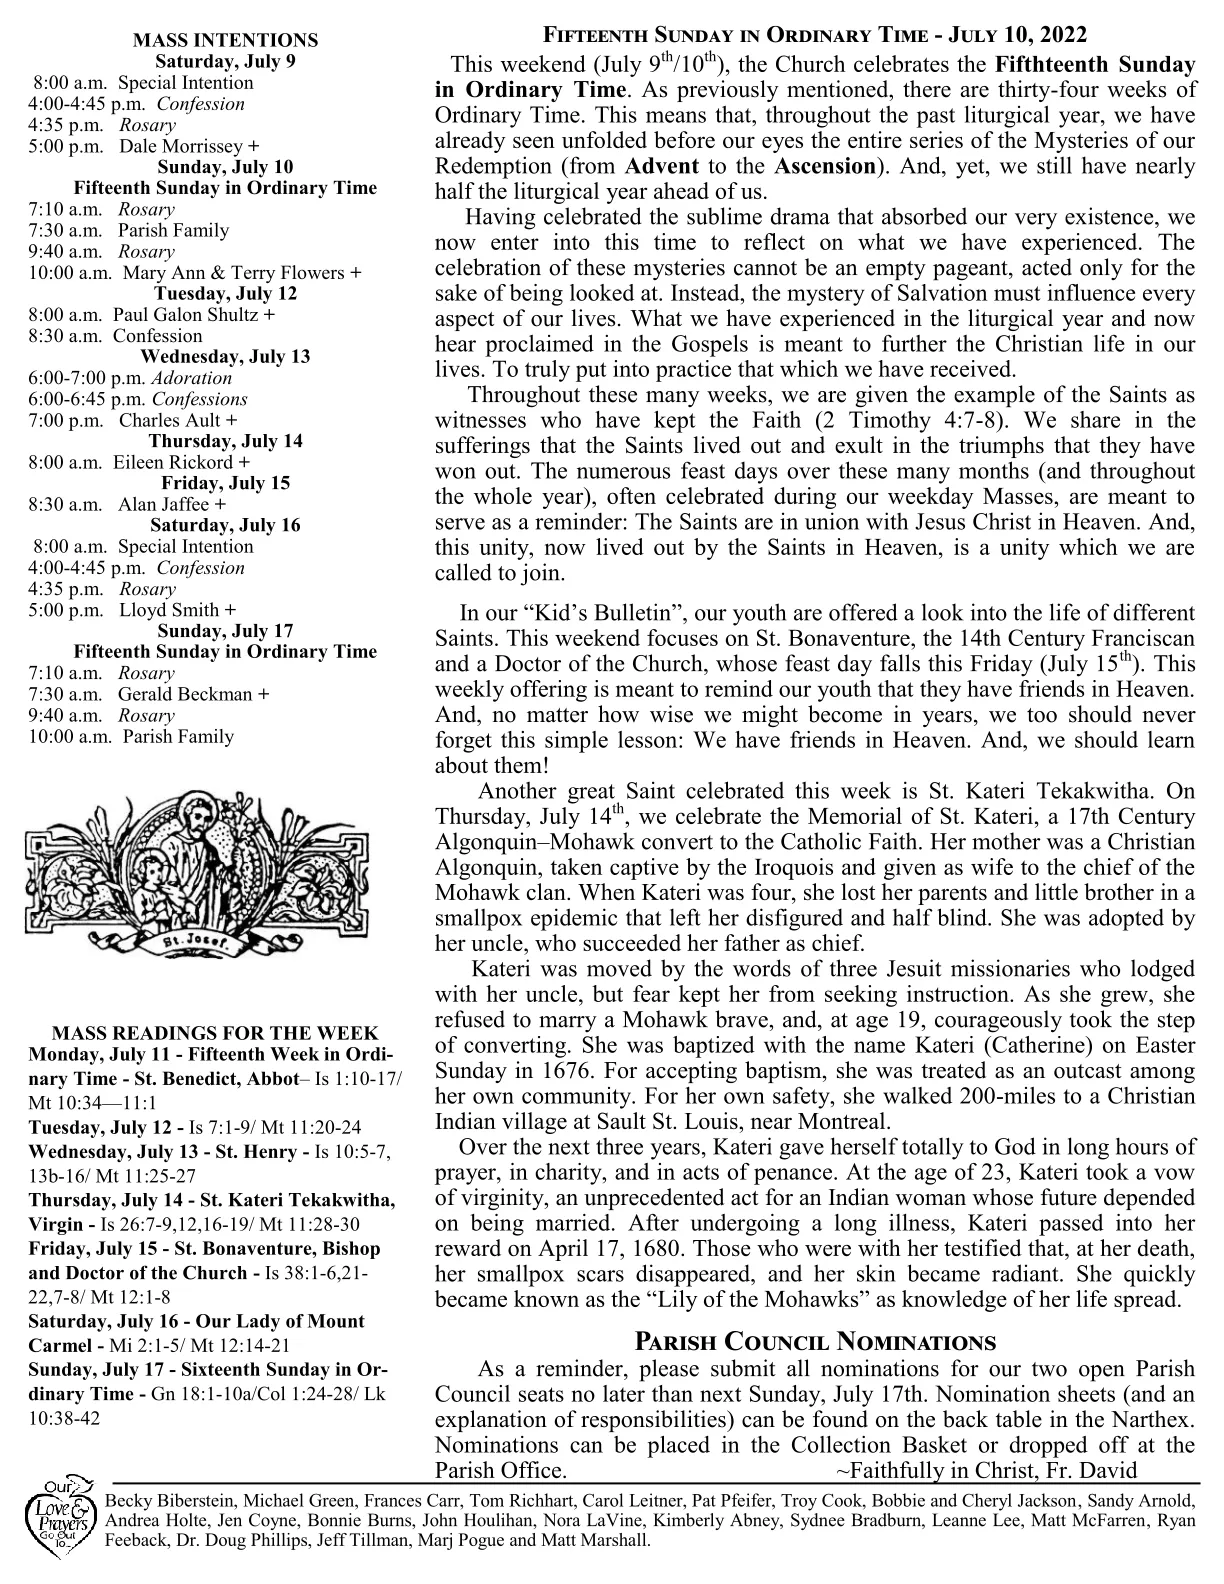 MASS INTENTIONS
Saturday, July 9
8:00 a.m. Special Intention
4:00-4:45 p.m. Confession
4:35 p.m. Rosary
5:00 p.m. Dale Morrissey +
Sunday, July 10
Fifteenth Sunday in Ordinary Time
7:10 a.m. Rosary
7:30 a.m. Parish Family
9:40 a.m. Rosary
10:00 a.m. Mary Ann & Terry Flowers +
Tuesday, July 12
8:00 a.m. Paul Galon Shultz +
8:30 a.m. Confession
Wednesday, July 13
6:00-7:00 p.m. Adoration
6:00-6:45 p.m. Confessions
7:00 p.m. Charles Ault +
Thursday, July 14
8:00 a.m. Eileen Rickord +
Friday, July 15
8:30 a.m. Alan Jaffee +
Saturday, July 16
8:00 a.m. Special Intention
4:00-4:45 p.m. Confession
4:35 p.m. Rosary
5:00 p.m. Lloyd Smith +
Sunday, July 17
Fifteenth Sunday in Ordinary Time
7:10 a.m. Rosary
7:30 a.m. Gerald Beckman +
9:40 a.m. Rosary
10:00 a.m. Parish Family
St. Josef.
MASS READINGS FOR THE WEEK
Monday, July 11 - Fifteenth Week in Ordi-
nary Time - St. Benedict, Abbot– Is 1:10-17/
Mt 10:34—11:1
Tuesday, July 12 - Is 7:1-9/ Mt 11:20-24
Wednesday, July 13 - St. Henry - Is 10:5-7,
13b-16/ Mt 11:25-27
Thursday, July 14 - St. Kateri Tekakwitha,
Virgin - Is 26:7-9,12,16-19/ Mt 11:28-30
Friday, July 15 - St. Bonaventure, Bishop
and Doctor of the Church - Is 38:1-6,21-
22,7-8/ Mt 12:1-8
Saturday, July 16 - Our Lady of Mount
Carmel - Mi 2:1-5/ Mt 12:14-21
Sunday, July 17 - Sixteenth Sunday in Or-
dinary Time - Gn 18:1-10a/Col 1:24-28/ Lk
10:38-42
FIFTEENTH SUNDAY IN ORDINARY TIME - JULY 10, 2022
This weekend (July 9th/10th), the Church celebrates the Fifthteenth Sunday
in Ordinary Time. As previously mentioned, there are thirty-four weeks of
Ordinary Time. This means that, throughout the past liturgical year, we have
already seen unfolded before our eyes the entire series of the Mysteries of our
Redemption (from Advent to the Ascension). And, yet, we still have nearly
half the liturgical year ahead of us.
Having celebrated the sublime drama that absorbed our very existence, we
now enter into this time to reflect on what we have experienced. The
celebration of these mysteries cannot be an empty pageant, acted only for the
sake of being looked at. Instead, the mystery of Salvation must influence every
aspect of our lives. What we have experienced in the liturgical year and now
hear proclaimed in the Gospels is meant to further the Christian life in our
lives. To truly put into practice that which we have received.
Throughout these many weeks, we are given the example of the Saints as
witnesses who have kept the Faith (2 Timothy 4:7-8). We share in the
sufferings that the Saints lived out and exult in the triumphs that they have
won out. The numerous feast days over these many months (and throughout
the whole year), often celebrated during our weekday Masses, are meant to
serve as a reminder: The Saints are in union with Jesus Christ in Heaven. And,
this unity, now lived out by the Saints in Heaven, is a unity which we are
called to join.
In our “Kid’s Bulletin”, our youth are offered a look into the life of different
Saints. This weekend focuses on St. Bonaventure, the 14th Century Franciscan
and a Doctor of the Church, whose feast day falls this Friday (July 15th). This
weekly offering is meant to remind our youth that they have friends in Heaven.
And, no matter how wise we might become in years, we too should never
forget this simple lesson: We have friends in Heaven. And, we should learn
about them!
Another great Saint celebrated this week is St. Kateri Tekakwitha. On
Thursday, July 14th, we celebrate the Memorial of St. Kateri, a 17th Century
Algonquin–Mohawk convert to the Catholic Faith. Her mother was a Christian
Algonquin, taken captive by the Iroquois and given as wife to the chief of the
Mohawk clan. When Kateri was four, she lost her parents and little brother in a
smallpox epidemic that left her disfigured and half blind. She was adopted by
her uncle, who succeeded her father as chief.
Kateri was moved by the words of three Jesuit missionaries who lodged
with her uncle, but fear kept her from seeking instruction. As she grew, she
refused to marry a Mohawk brave, and, at age 19, courageously took the step
of converting. She was baptized with the name Kateri (Catherine) on Easter
Sunday in 1676. For accepting baptism, she was treated as an outcast among
her own community. For her own safety, she walked 200-miles to a Christian
Indian village at Sault St. Louis, near Montreal.
Over the next three years, Kateri gave herself totally to God in long hours of
prayer, in charity, and in acts of penance. At the age of 23, Kateri took a vow
of virginity, an unprecedented act for an Indian woman whose future depended
on being married. After undergoing a long illness, Kateri passed into her
reward on April 17, 1680. Those who were with her testified that, at her death,
her smallpox scars disappeared, and her skin became radiant. She quickly
became known as the “Lily of the Mohawks” as knowledge of her life spread.
PARISH COUNCIL NOMINATIONS
As a reminder, please submit all nominations for our two open Parish
Council seats no later than next Sunday, July 17th. Nomination sheets (and an
explanation of responsibilities) can be found on the back table in the Narthex.
Nominations can be placed in the Collection Basket or dropped off at the
Parish Office. ~Faithfully in Christ, Fr. David
Our
Love &
Prayers
Go Out
To...
Becky Biberstein, Michael Green, Frances Carr, Tom Richhart, Carol Leitner, Pat Pfeifer, Troy Cook, Bobbie and Cheryl Jackson, Sandy Arnold,
Andrea Holte, Jen Coyne, Bonnie Burns, John Houlihan, Nora LaVine, Kimberly Abney, Sydnee Bradburn, Leanne Lee, Matt McFarren, Ryan
Feeback, Dr. Doug Phillips, Jeff Tillman, Marj Pogue and Matt Marshall.